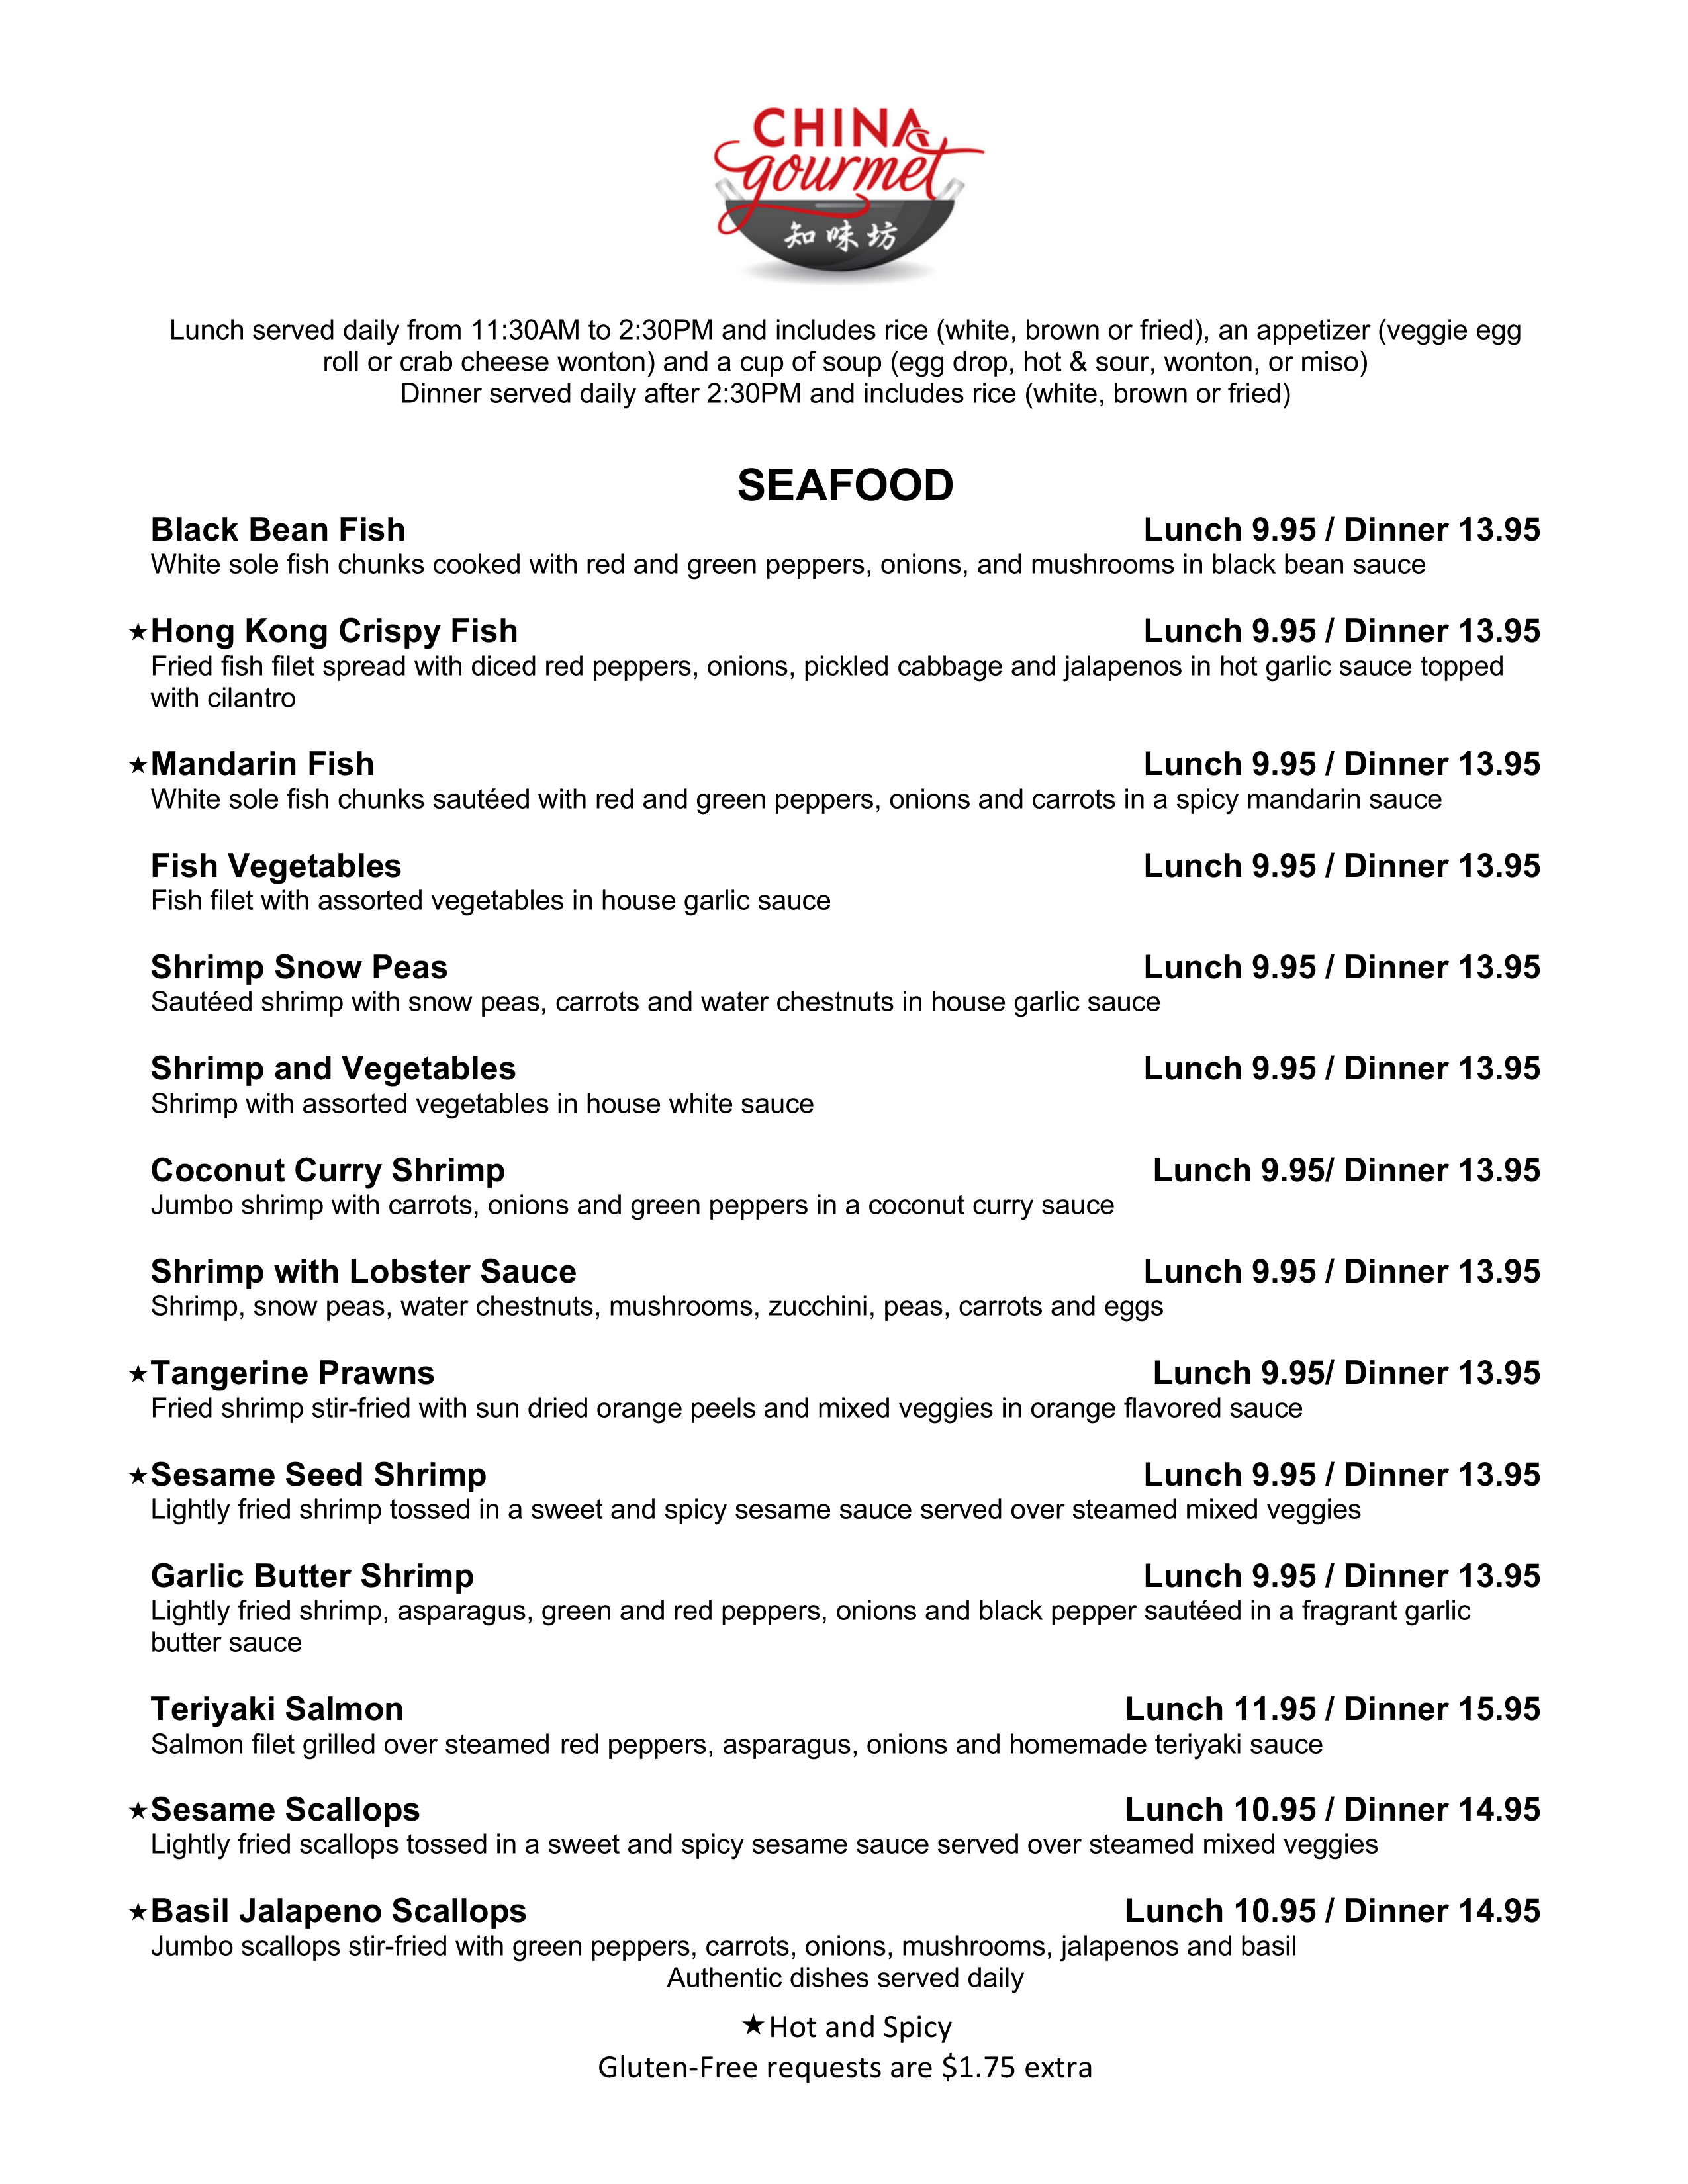 CHINA
gourmet
知味坊
Lunch served daily from 11:30AM to 2:30PM and includes rice (white, brown or fried), an appetizer (veggie egg
roll or crab cheese wonton) and a cup of soup (egg drop, hot & sour, wonton, or miso)
Dinner served daily after 2:30PM and includes rice (white, brown or fried)
SEAFOOD
Black Bean Fish Lunch 9.95 / Dinner 13.95
White sole fish chunks cooked with red and green peppers, onions, and mushrooms in black bean sauce
★Hong Kong Crispy Fish Lunch 9.95 / Dinner 13.95
Fried fish filet spread with diced red peppers, onions, pickled cabbage and jalapenos in hot garlic sauce topped
with cilantro
★Mandarin Fish Lunch 9.95 / Dinner 13.95
White sole fish chunks sautéed with red and green peppers, onions and carrots in a spicy mandarin sauce
Fish Vegetables Lunch 9.95 / Dinner 13.95
Fish filet with assorted vegetables in house garlic sauce
Shrimp Snow Peas Lunch 9.95 / Dinner 13.95
Sautéed shrimp with snow peas, carrots and water chestnuts in house garlic sauce
Shrimp and Vegetables Lunch 9.95 / Dinner 13.95
Shrimp with assorted vegetables in house white sauce
Coconut Curry Shrimp Lunch 9.95/ Dinner 13.95
Jumbo shrimp with carrots, onions and green peppers in a coconut curry sauce
Shrimp with Lobster Sauce Lunch 9.95 / Dinner 13.95
Shrimp, snow peas, water chestnuts, mushrooms, zucchini, peas, carrots and eggs
★Tangerine Prawns Lunch 9.95/ Dinner 13.95
Fried shrimp stir-fried with sun dried orange peels and mixed veggies in orange flavored sauce
★Sesame Seed Shrimp Lunch 9.95 / Dinner 13.95
Lightly fried shrimp tossed in a sweet and spicy sesame sauce served over steamed mixed veggies
Garlic Butter Shrimp Lunch 9.95 / Dinner 13.95
Lightly fried shrimp, asparagus, green and red peppers, onions and black pepper sautéed in a fragrant garlic
butter sauce
Teriyaki Salmon Lunch 11.95 / Dinner 15.95
Salmon filet grilled over steamed red peppers, asparagus, onions and homemade teriyaki sauce
★Sesame Scallops Lunch 10.95 / Dinner 14.95
Lightly fried scallops tossed in a sweet and spicy sesame sauce served over steamed mixed veggies
★Basil Jalapeno Scallops Lunch 10.95 / Dinner 14.95
Jumbo scallops stir-fried with green peppers, carrots, onions, mushrooms, jalapenos and basil
Authentic dishes served daily
★Hot and Spicy
Gluten-Free requests are $1.75 extra